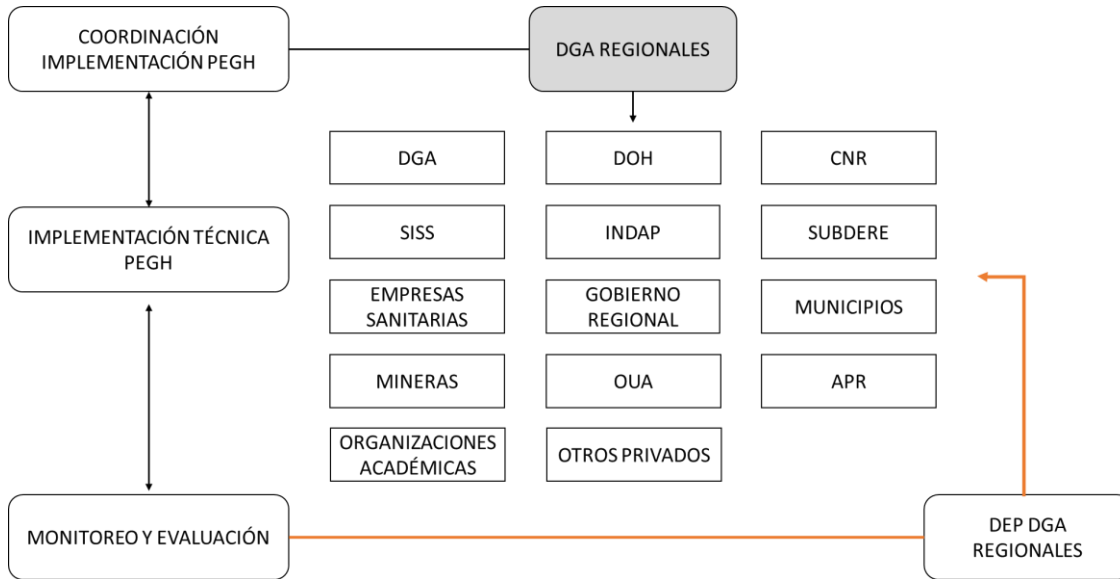 COORDINACIÓN
IMPLEMENTACIÓN PEGH
DGA REGIONALES
DGA
DOH
CNR
IMPLEMENTACIÓN TÉCNICA
PEGH
SISS
INDAP
SUBDERE
EMPRESAS
SANITARIAS
GOBIERNO
REGIONAL
MUNICIPIOS
MINERAS
OUA
APR
ORGANIZACIONES
ACADÉMICAS
OTROS PRIVADOS
MONITOREO Y EVALUACIÓN
DEP DGA
REGIONALES